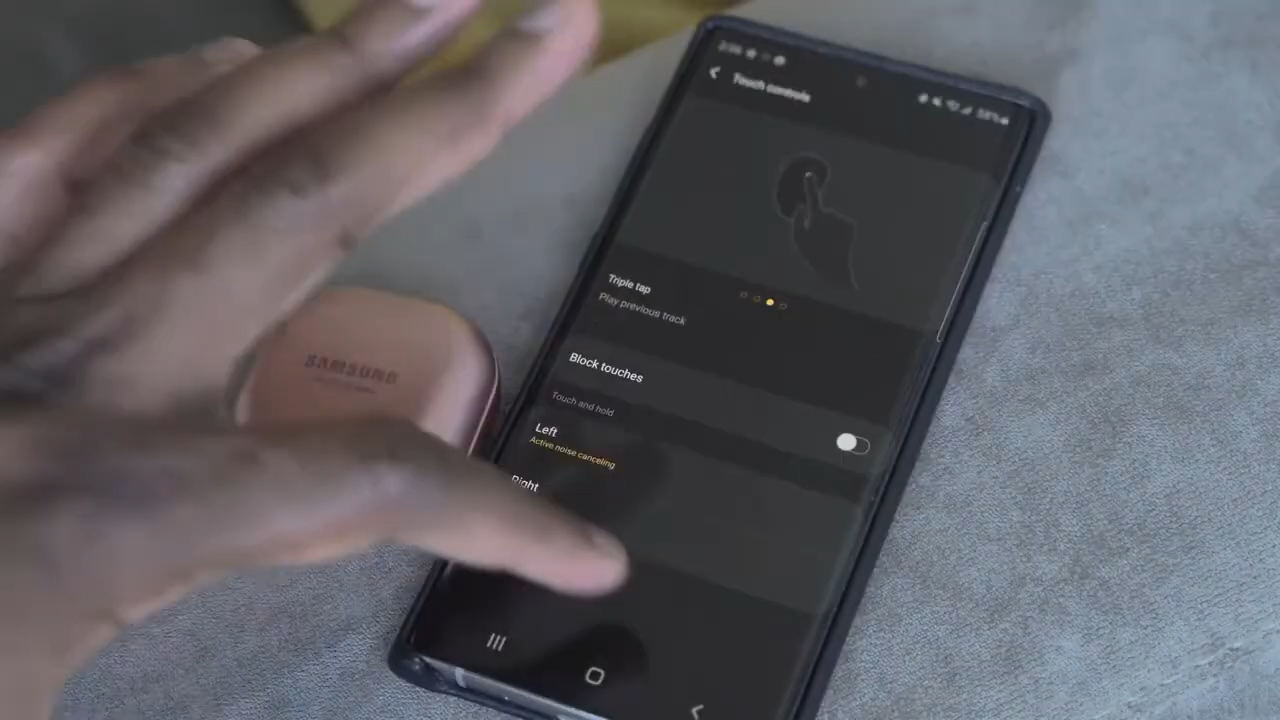 Touch controls
Triple tap
Play previous track
Block touches
Touch and hold
Left
Active noise canceling
Right
SAMSUNG